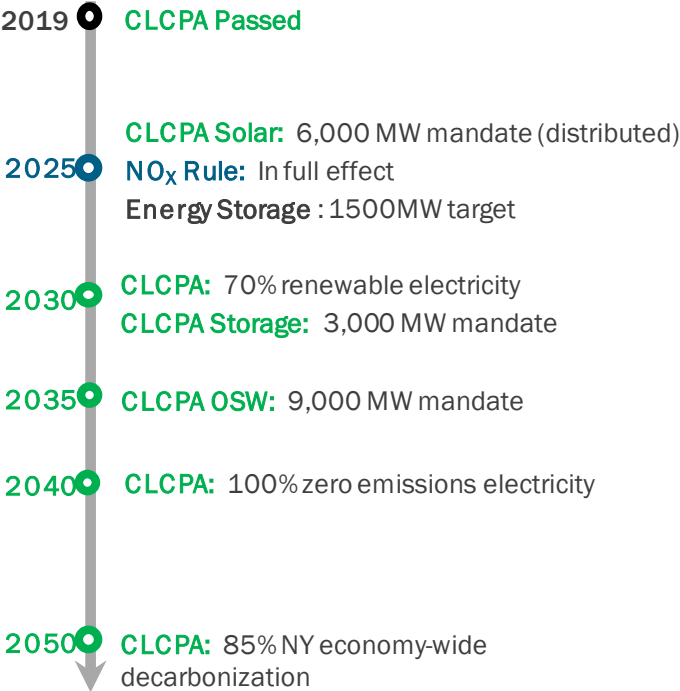 2019 CLCPA Passed
CLCPA Solar: 6,000 MW mandate (distributed)
2025 NOX Rule: In full effect
Energy Storage : 1500MW target
2030 CLCPA: 70% renewable electricity
CLCPA Storage: 3,000 MW mandate
2035 CLCPA OSW: 9,000 MW mandate
2040 CLCPA: 100% zero emissions electricity
2050 CLCPA: 85% NY economy-wide
decarbonization